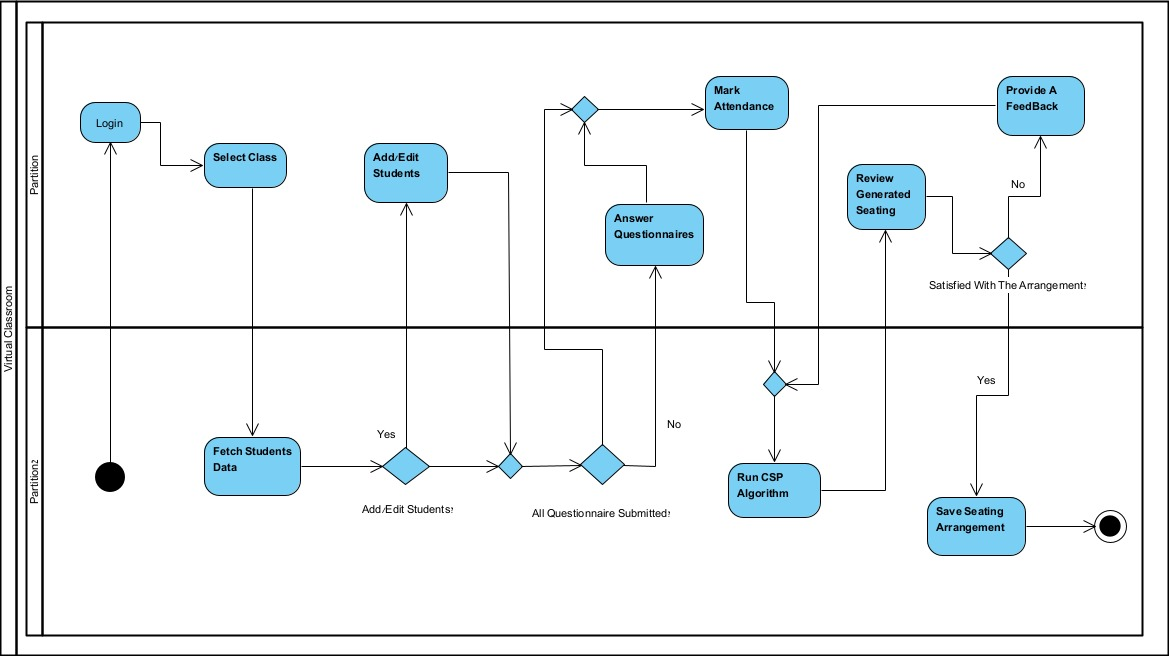 Virtual Classroom
Partition
Login
Select Class
Add/Edit
Students
Answer
Questionnaires
Mark
Attendance
Review
Generated
Seating
Provide A
FeedBack
No
Satisfied With The Arrangement?
Partition2
Fetch Students
Data
Yes
Add/Edit Students?
All Questionnaire Submitted?
No
Run CSP
Algorithm
Yes
Save Seating
Arrangement